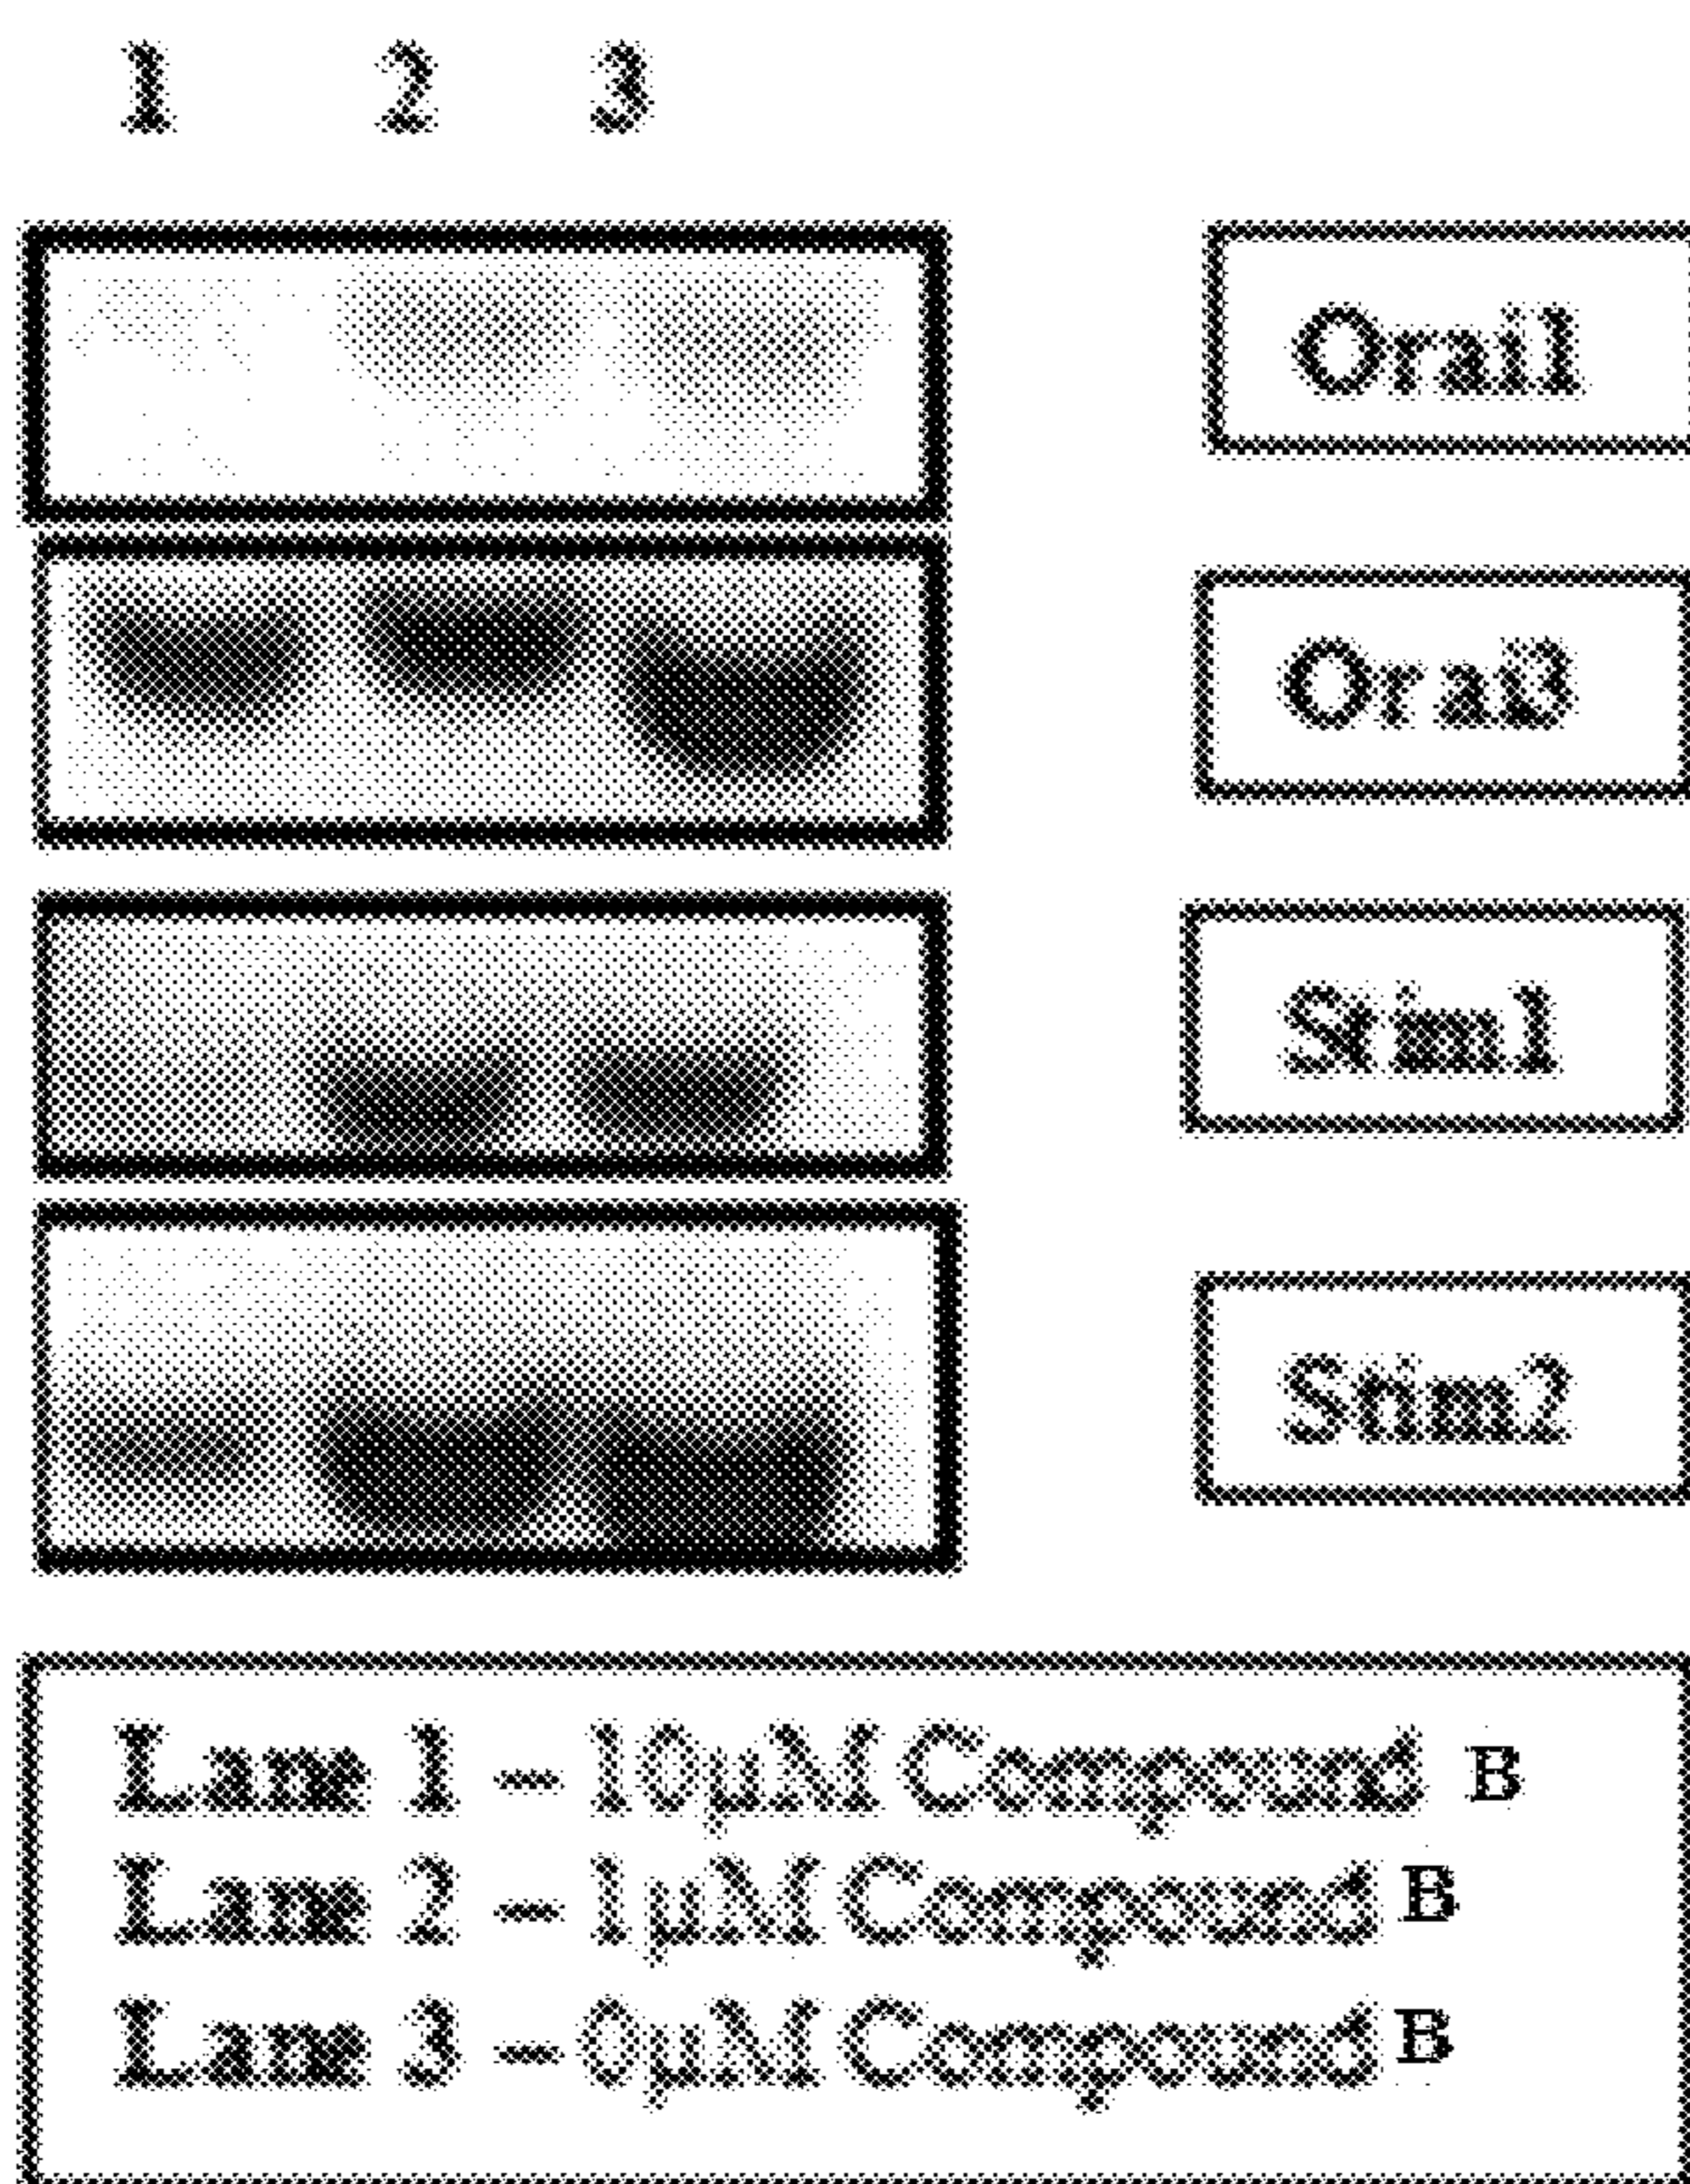 1 2 3
Orai1
Orai3
Stim1
Stim2
Lane 1 – 10µM Compound B
Lane 2 – 1µM Compound B
Lane 3 – 0µM Compound B